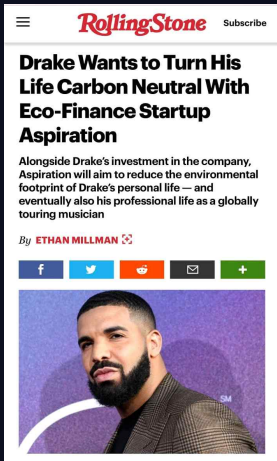 RollingStone
Subscribe
Drake Wants to Turn His
Life Carbon Neutral With
Eco-Finance Startup
Aspiration
Alongside Drake's investment in the company,
Aspiration will aim to reduce the environmental
footprint of Drake's personal life — and
eventually also his professional life as a globally
touring musician
By ETHAN MILLMAN
SM